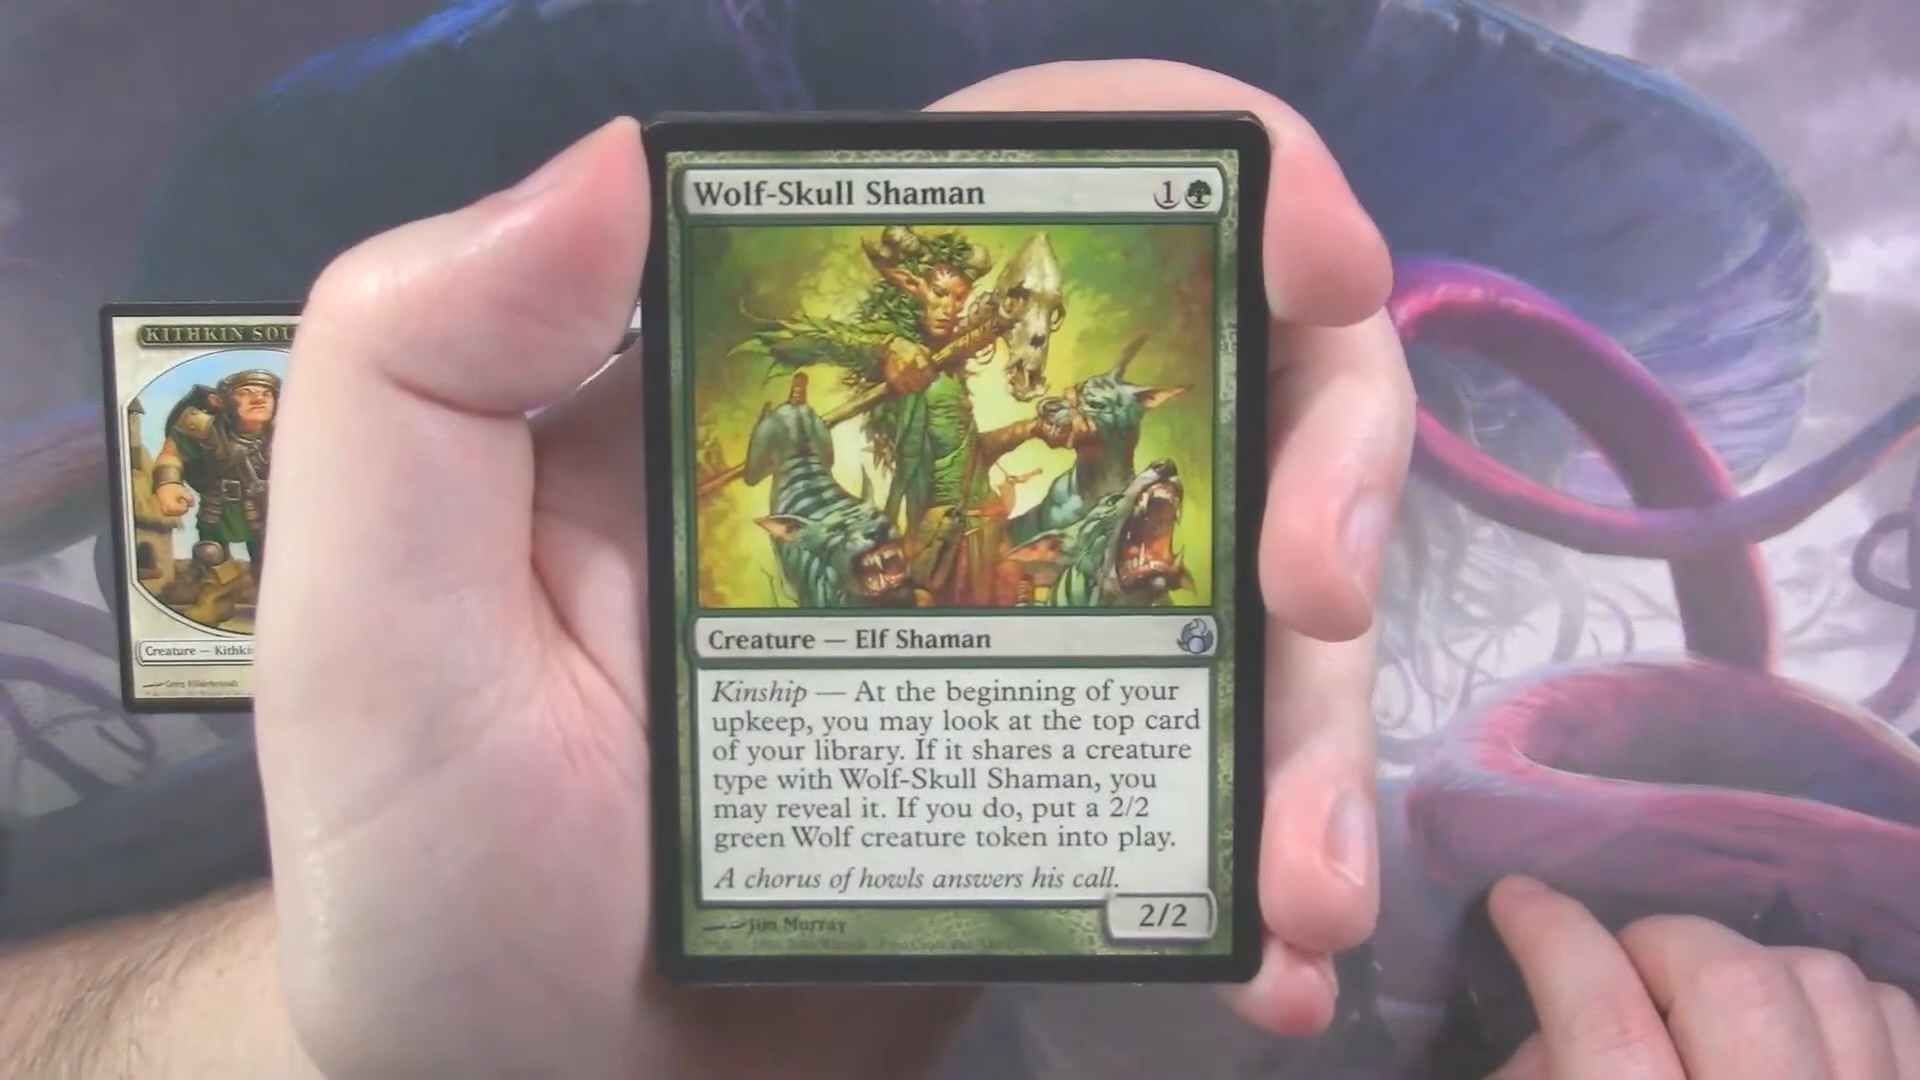 Wolf-Skull Shaman 1
Creature — Elf Shaman
Kinship — At the beginning of your
upkeep, you may look at the top card
of your library. If it shares a creature
type with Wolf-Skull Shaman, you
may reveal it. If you do, put a 2/2
green Wolf creature token into play.
A chorus of howls answers his call.
2/2
Jim Murray
KITHKIN SOL
Creature — Kithki
Greg Hildebrandt